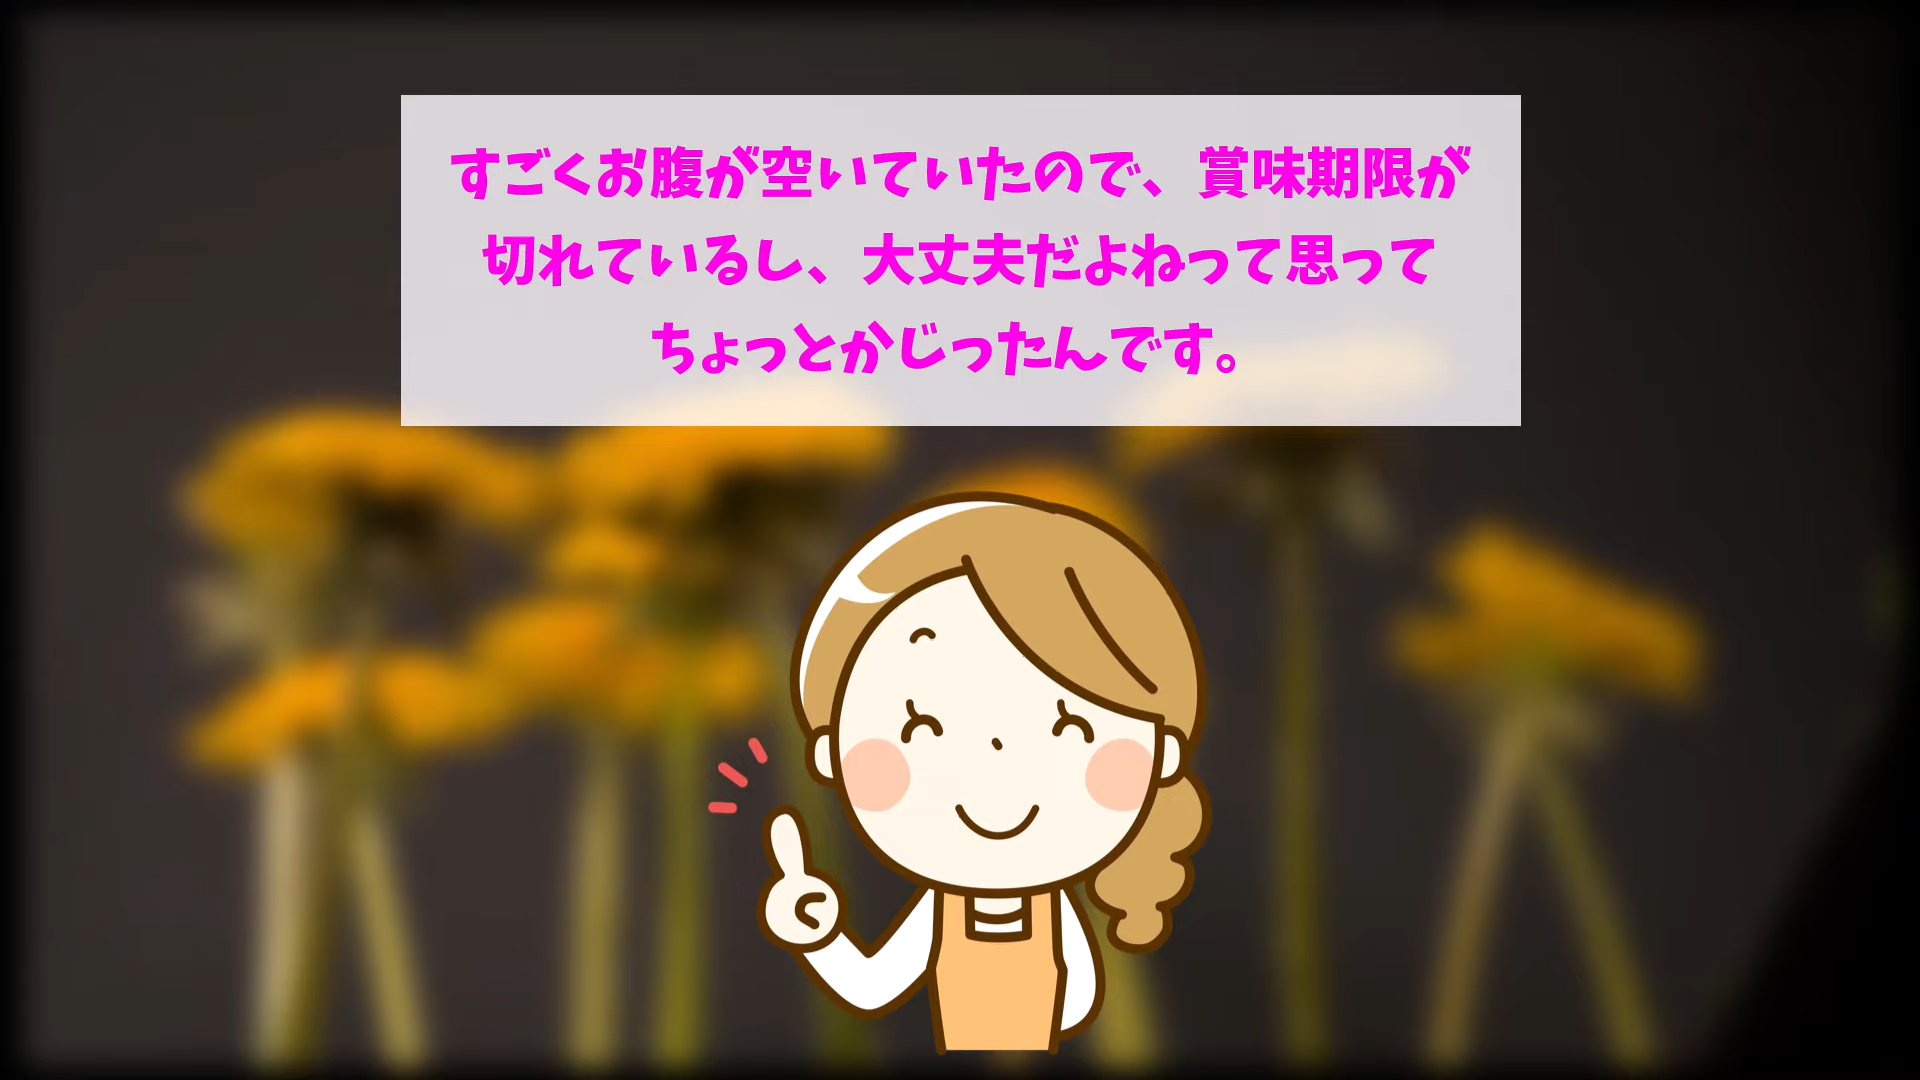 すごくお腹が空いていたので、賞味期限が
切れているし、大丈夫だよねって思って
ちょっとかじったんです。